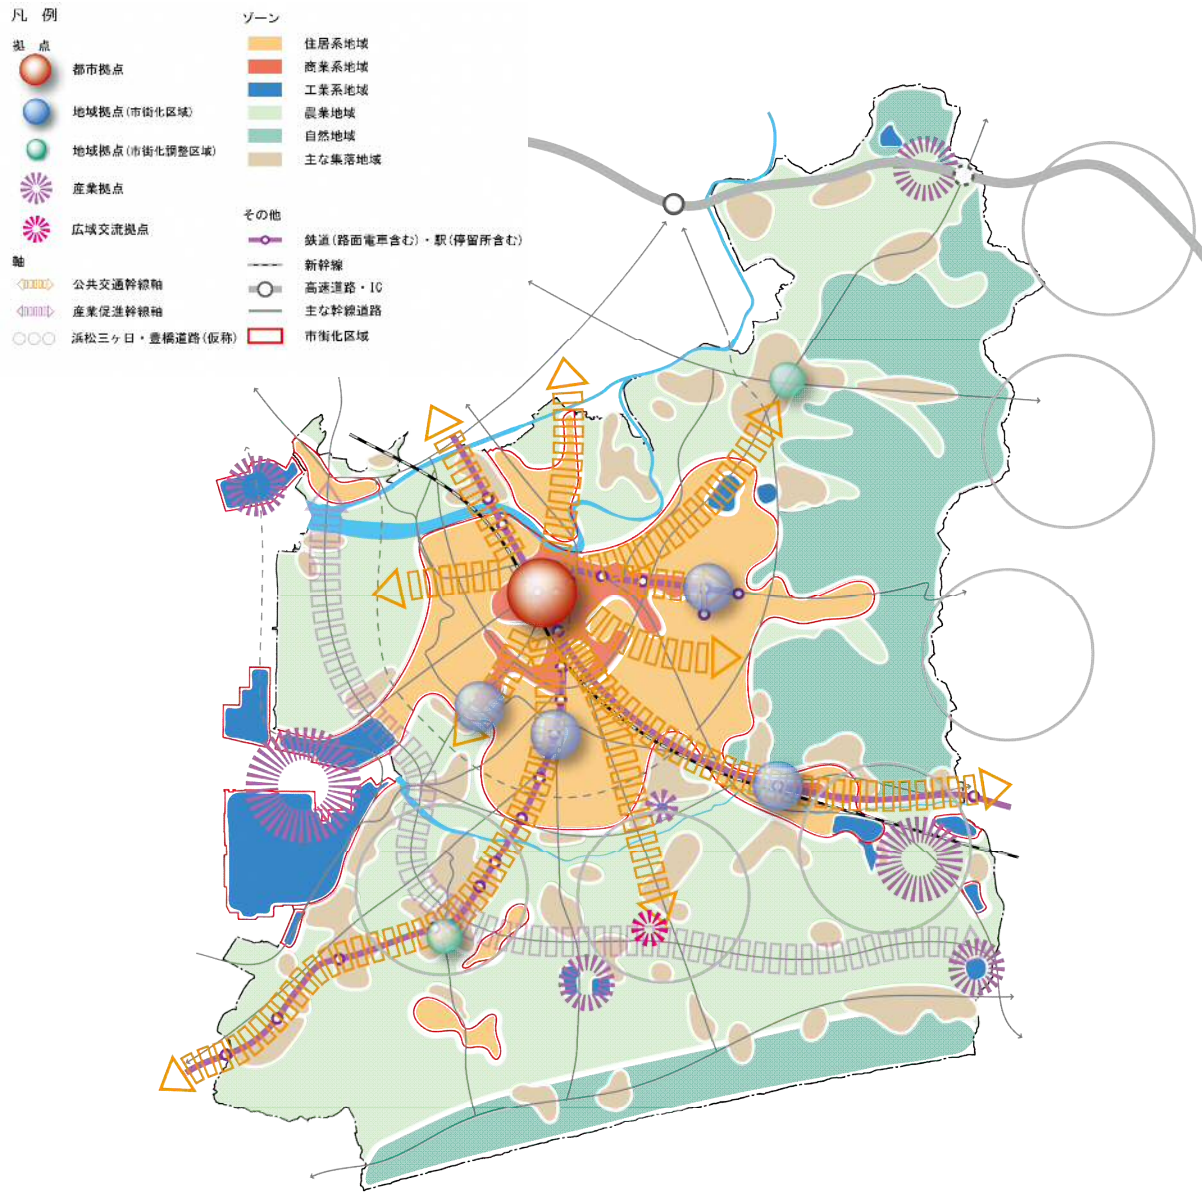 凡 例
拠 点
都市拠点
地域拠点(市街化区域)
地域拠点(市街化調整区域)
産業拠点
広域交流拠点
軸
公共交通幹線軸
産業促進幹線軸
浜松三ヶ日・豊橋道路(仮称)
ゾーン
住居系地域
商業系地域
工業系地域
農業地域
自然地域
主な集落地域
その他
鉄道(路面電車含む)・駅(停留所含む)
新幹線
高速道路・IC
主な幹線道路
市街化区域